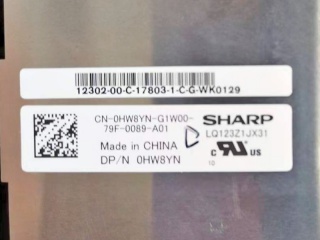 12302-00-C-17803-1-C-G-WK0129
CN-0HW8YN-G1W00-
79F-0089-A01
Made in CHINA
DP/N 0HW8YN
SHARP
LQ123Z1JX31
C US
10